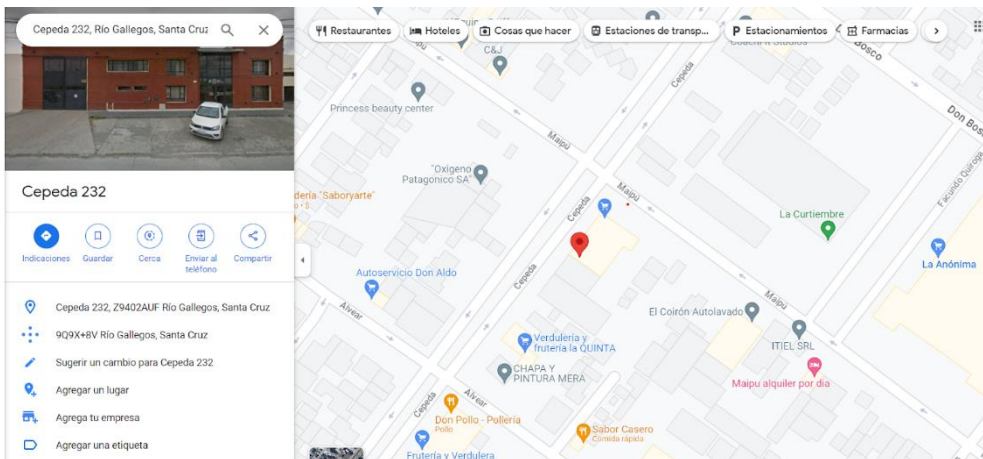 Cepeda 232, Río Gallegos, Santa Cruz
Cepeda 232
Indicaciones
Guardar
Cerca
Enviar al
teléfono
Compartir
Cepeda 232, Z9402AUF Río Gallegos, Santa Cruz
9Q9X+8V Río Gallegos, Santa Cruz
Sugerir un cambio para Cepeda 232
Agregar un lugar
Agrega tu empresa
Agregar una etiqueta
Restaurantes
Hoteles
Cosas que hacer
Estaciones de transp...
P Estacionamientos
Farmacias
C&J
Bosco
Don Bos
Cepeda
Princess beauty center
Maipú
Facundo Quiroga
"Oxigeno
Patagonico SA"
dería "Saboryarte"
Maipú
Cepeda
La Curtiembre
La Anónima
Cepeda
Autoservicio Don Aldo
Maipú
Alvear
El Coirón Autolavado
Verdulería y
frutería la QUINTA
ITIEL SRL
CHAPA Y
PINTURA MERA
Maipu alquiler por dia
Cepeda
Alvear
Don Pollo - Pollería
Pollo
Sabor Casero
Comida rápida
Frutería y Verdulera